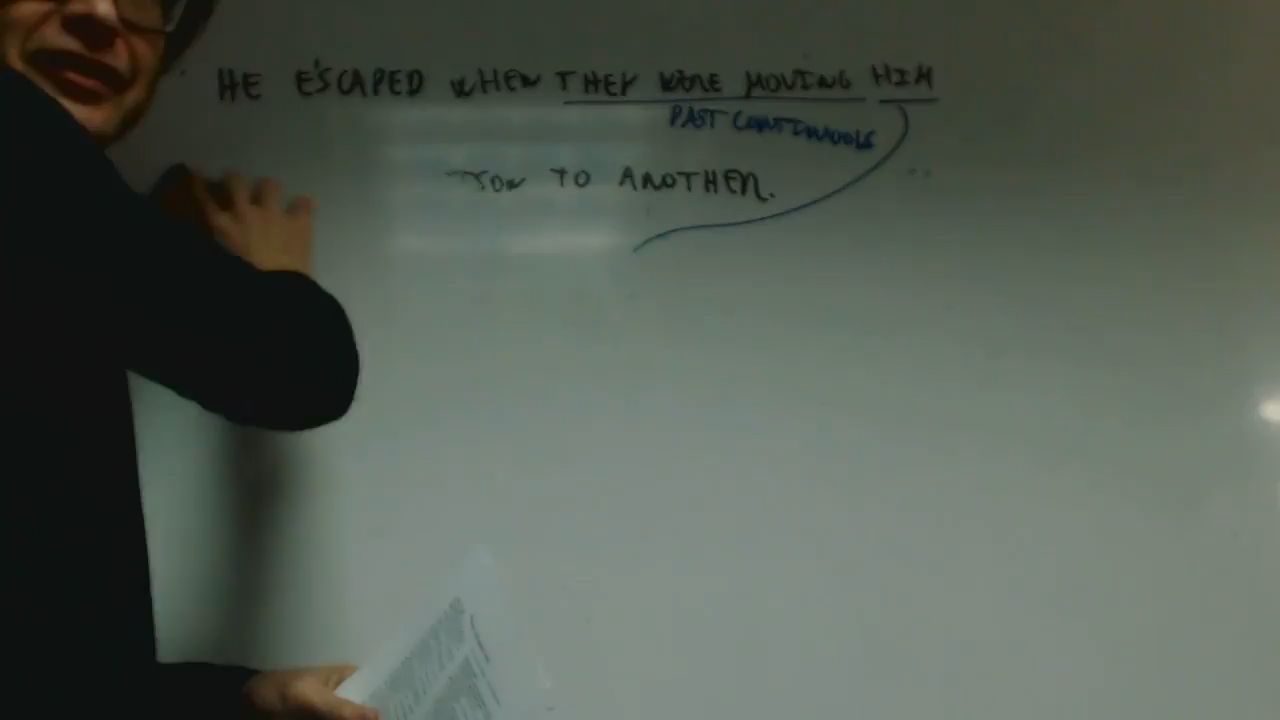 HE ESCAPED WHEN THEY WERE MOVING HIM
PAST CONTINUOUS
TO ANOTHER.